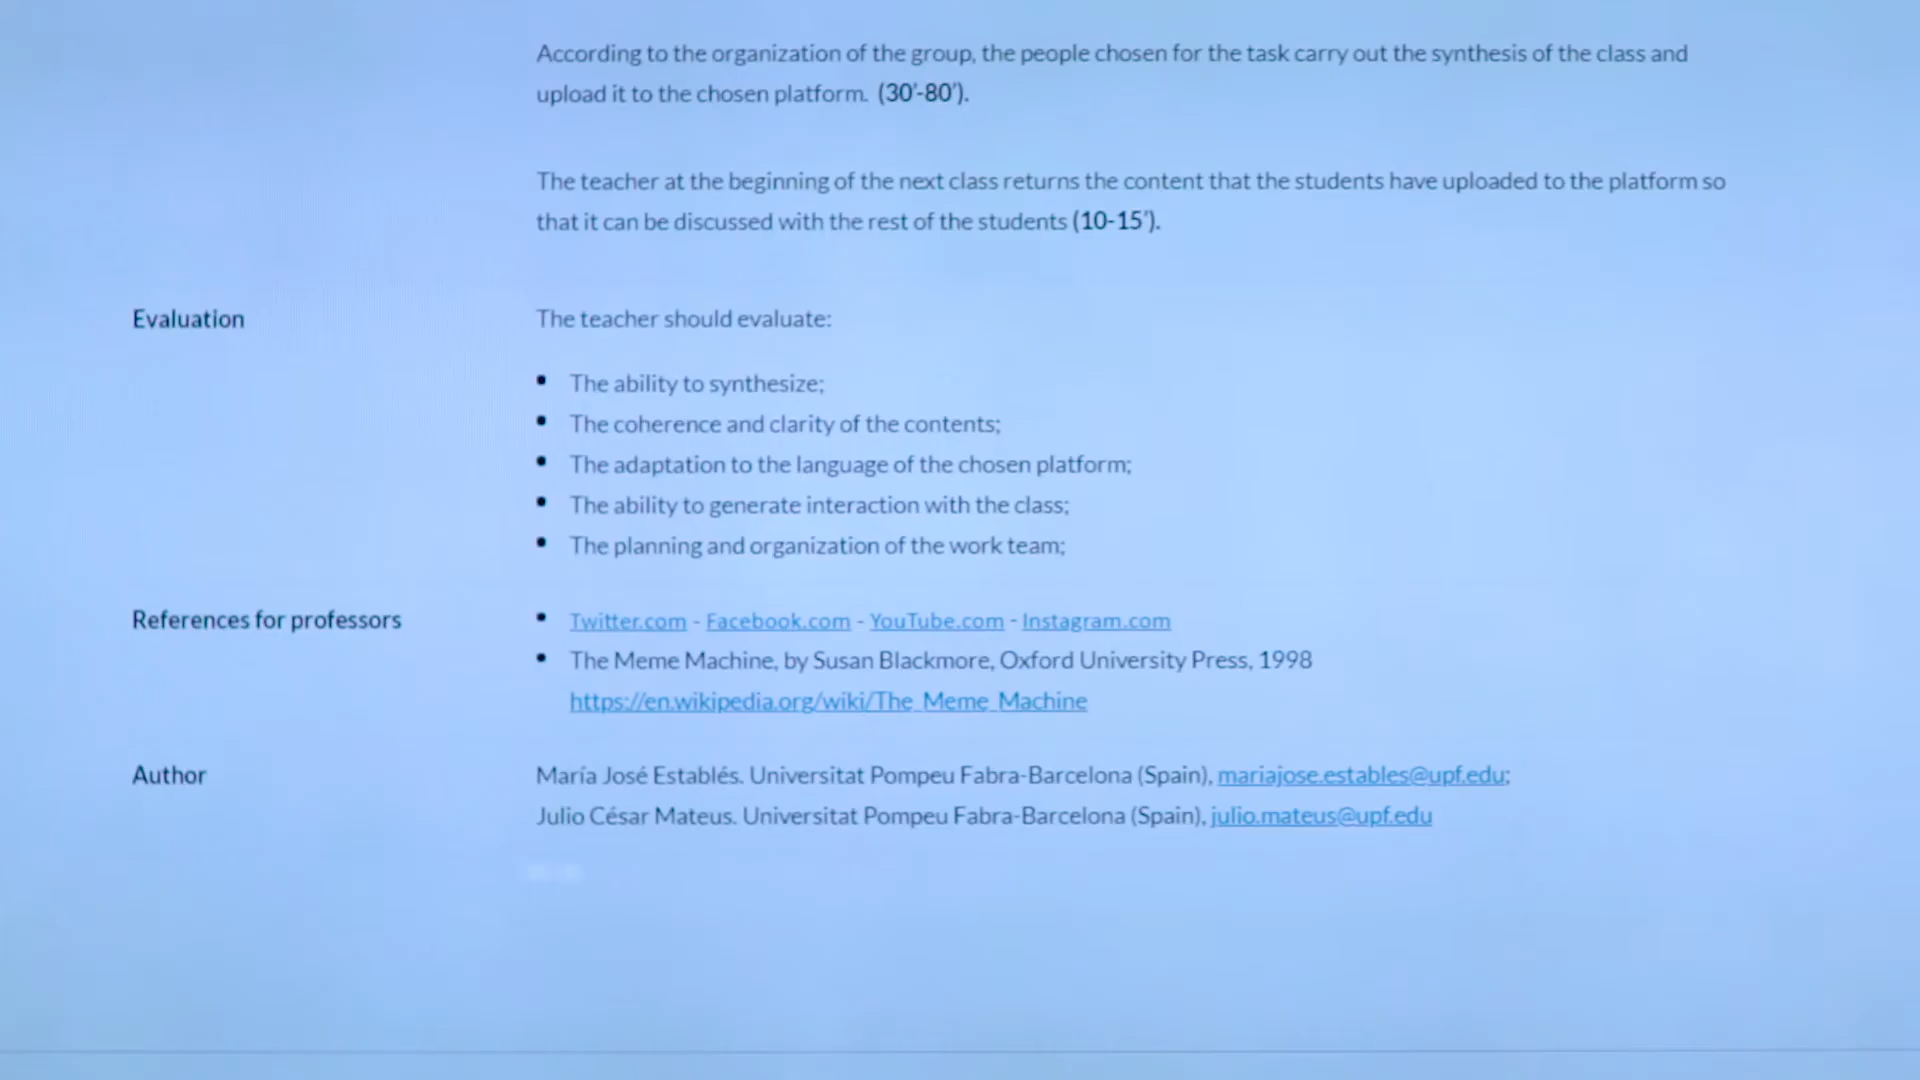 According to the organization of the group, the people chosen for the task carry out the synthesis of the class and
upload it to the chosen platform. (30'-80').
The teacher at the beginning of the next class returns the content that the students have uploaded to the platform so
that it can be discussed with the rest of the students (10-15').
Evaluation
The teacher should evaluate:
The ability to synthesize;
The coherence and clarity of the contents;
The adaptation to the language of the chosen platform;
The ability to generate interaction with the class;
The planning and organization of the work team;
References for professors
Twitter.com - Facebook.com - YouTube.com - Instagram.com
The Meme Machine, by Susan Blackmore, Oxford University Press, 1998
https://en.wikipedia.org/wiki/The_Meme_Machine
Author
María José Establés. Universitat Pompeu Fabra-Barcelona (Spain), mariajose.estables@upf.edu;
Julio César Mateus. Universitat Pompeu Fabra-Barcelona (Spain), julio.mateus@upf.edu